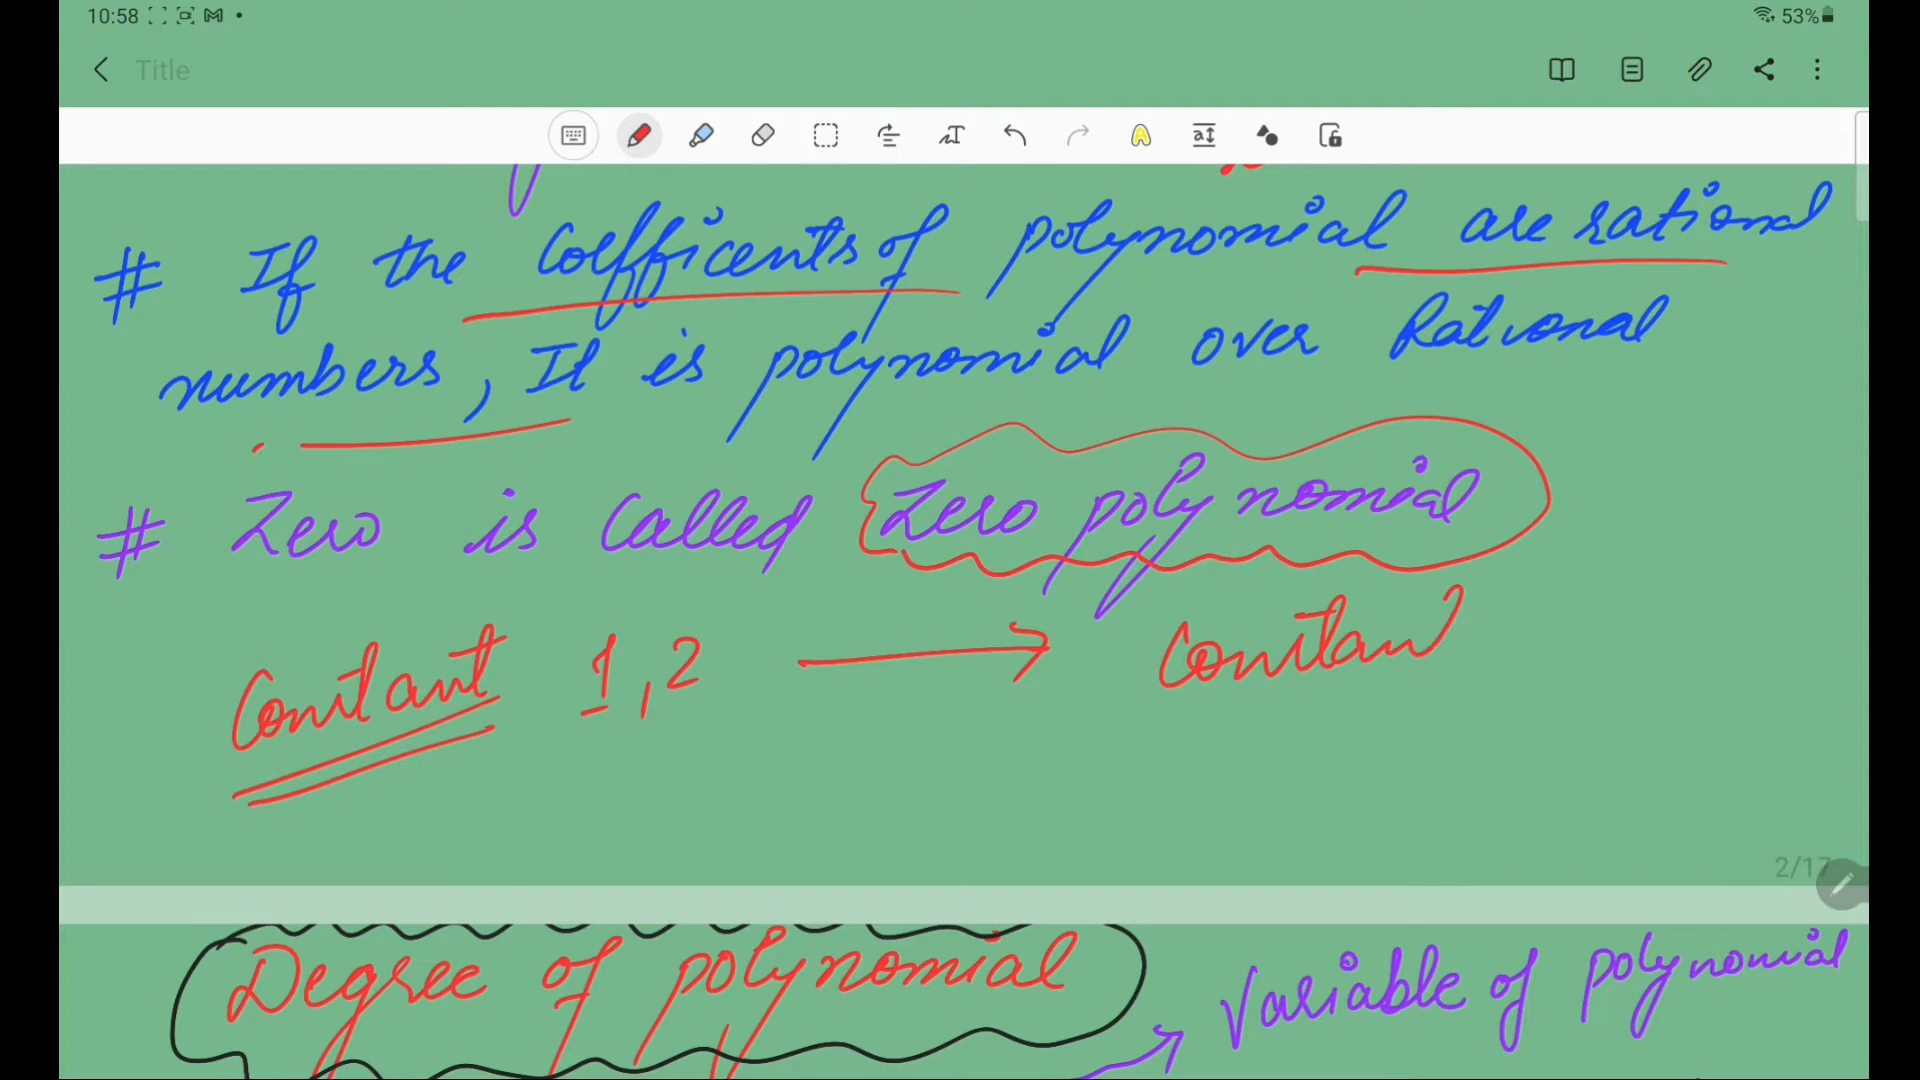 10:58
53%
Title
# If the Coefficents of polynomial are rational
numbers, It is polynomial over Rational
# Zero is called Zero polynomial
Constant 1, 2 → Constan
2/17
Degree of polynomial
Variable of polynomial